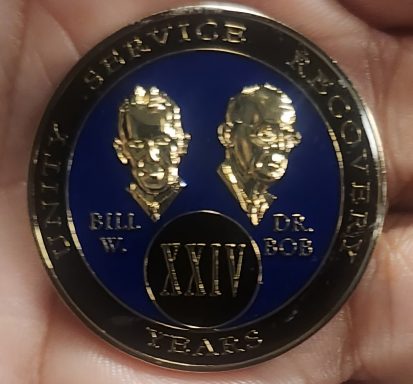 UNITY SERVICE RECOVERY
BILL
W.
DR.
BOB
XXIV
YEARS